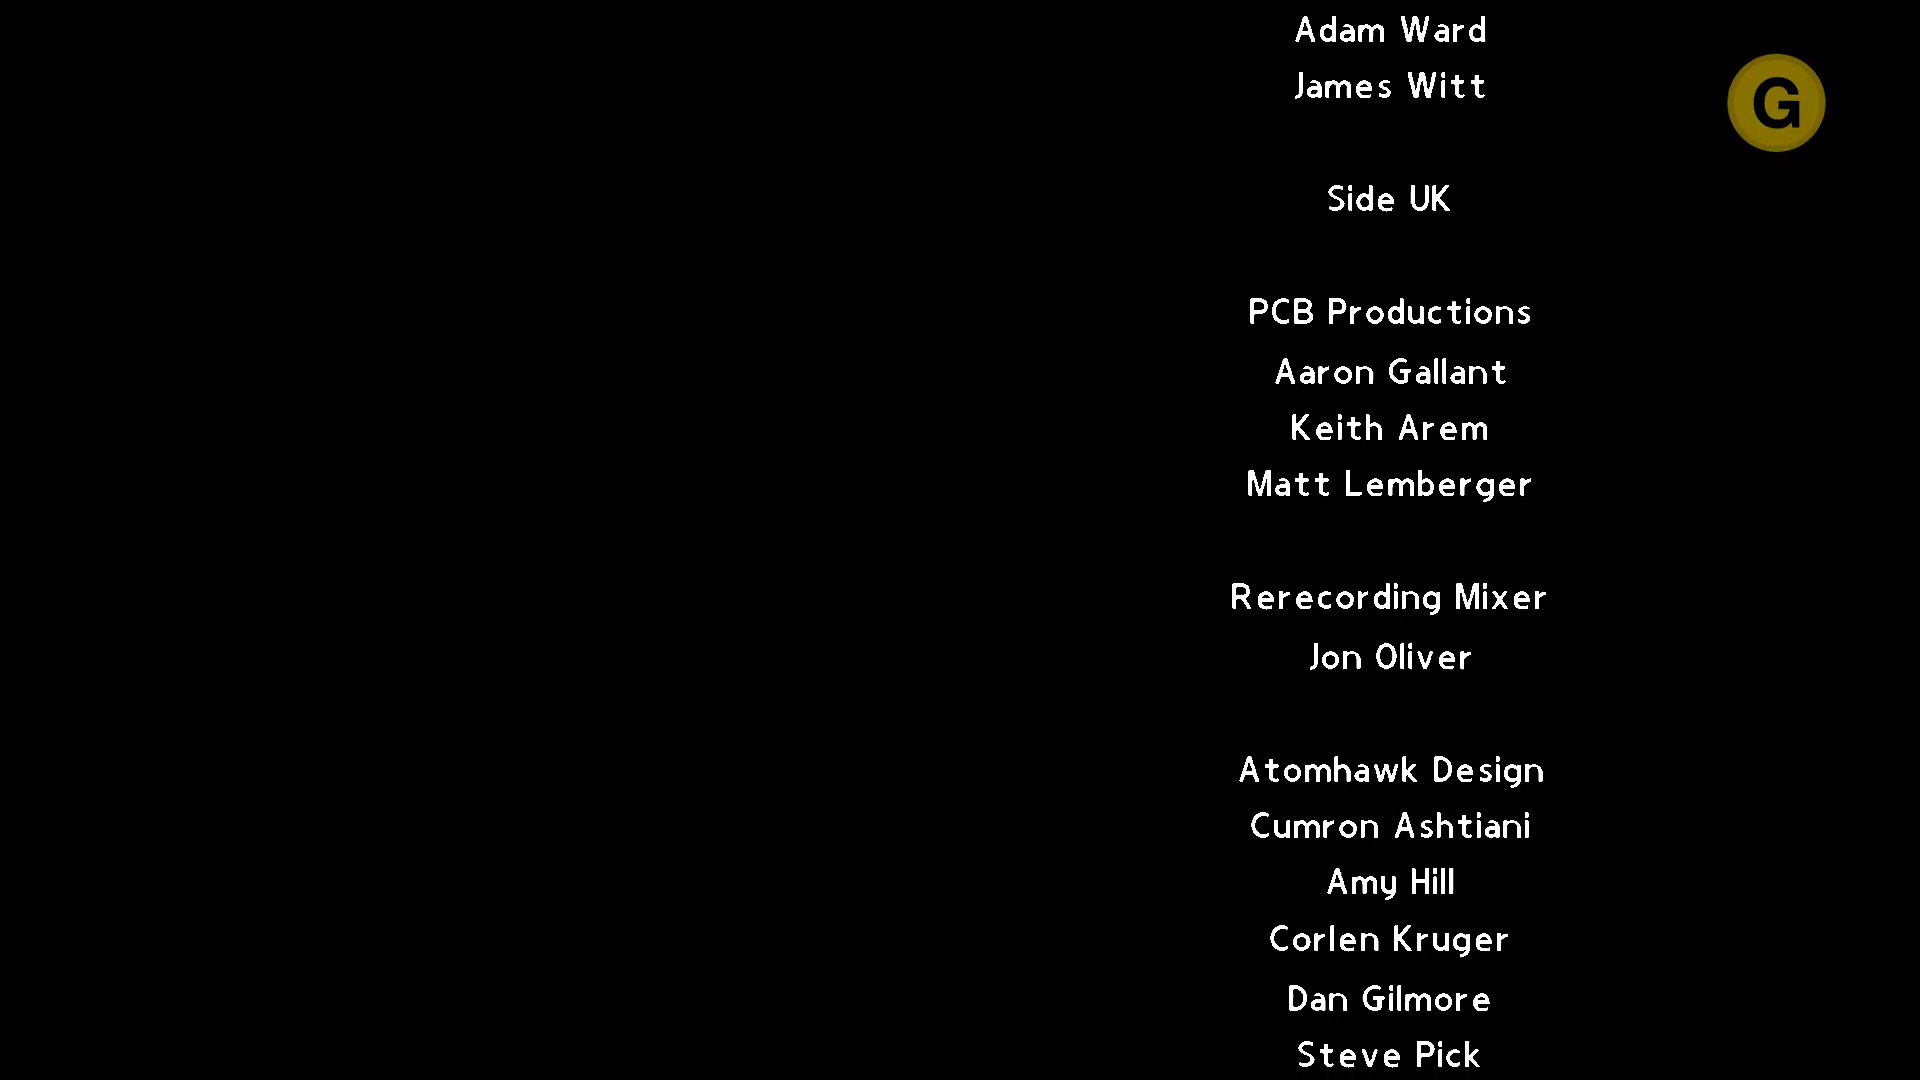 Adam Ward
James Witt
G
Side UK
PCB Productions
Aaron Gallant
Keith Arem
Matt Lemberger
Rerecording Mixer
Jon Oliver
Atomhawk Design
Cumron Ashtiani
Amy Hill
Corlen Kruger
Dan Gilmore
Steve Pick